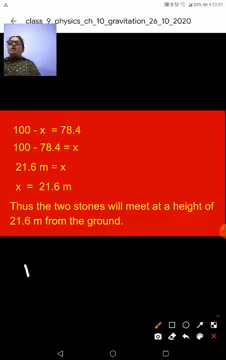 class_9_physics_ch_10_gravitation_26_10_2020
100 - x = 78.4
100 - 78.4 = x
21.6 m = x
x = 21.6 m
Thus the two stones will meet at a height of
21.6 m from the ground.